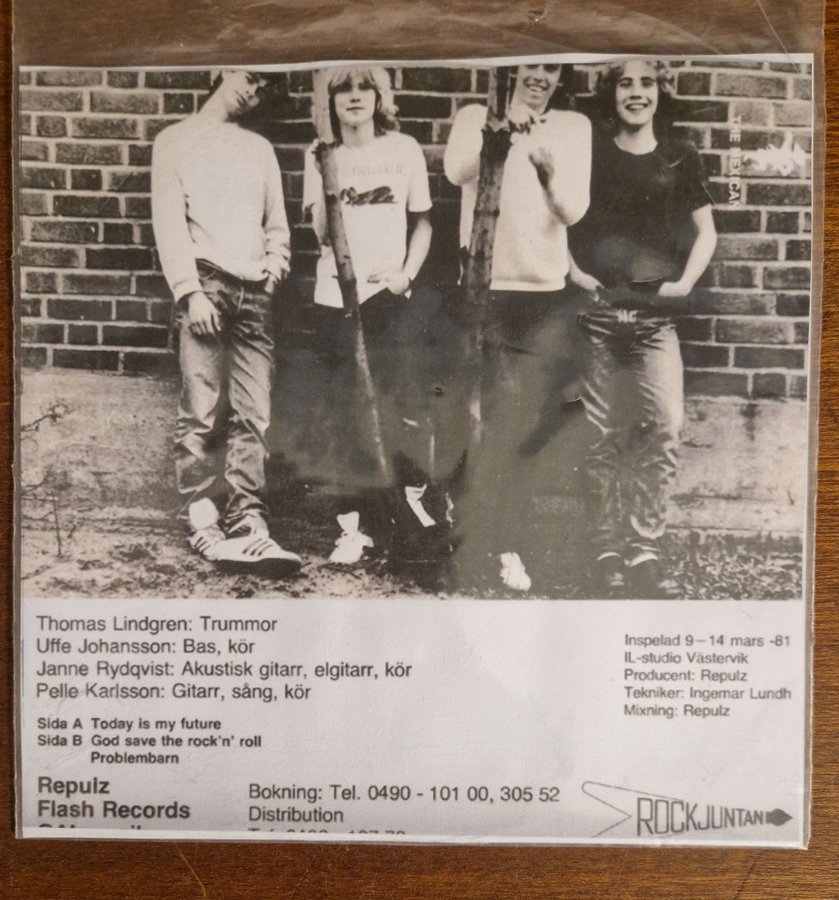 THE MEXICAN
Thomas Lindgren: Trummor
Uffe Johansson: Bas, kör
Janne Rydqvist: Akustisk gitarr, elgitarr, kör
Pelle Karlsson: Gitarr, sång, kör
Inspelad 9–14 mars -81
IL-studio Västervik
Producent: Repulz
Tekniker: Ingemar Lundh
Mixning: Repulz
Sida A Today is my future
Sida B God save the rock'n' roll
Problembarn
Repulz
Flash Records
Bokning: Tel. 0490 - 101 00, 305 52
Distribution
ROCKJUNTAN